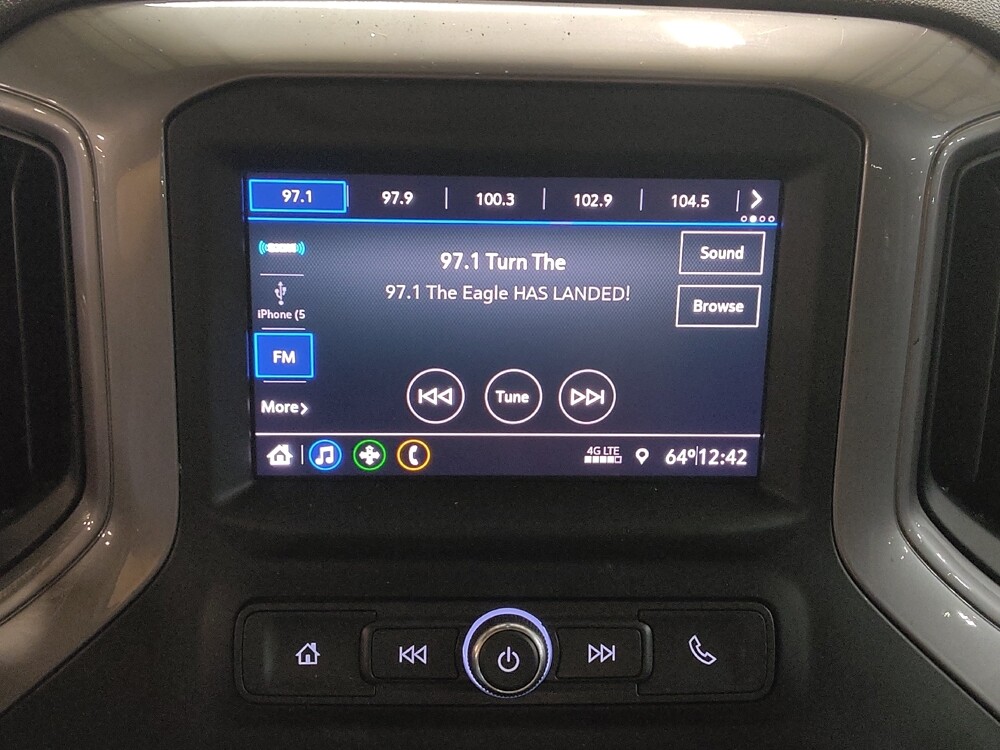 97.1
97.9
100.3
102.9
104.5
97.1 Turn The
Sound
97.1 The Eagle HAS LANDED!
iPhone (5
Browse
FM
Tune
More
4G LTE
64° 12:42